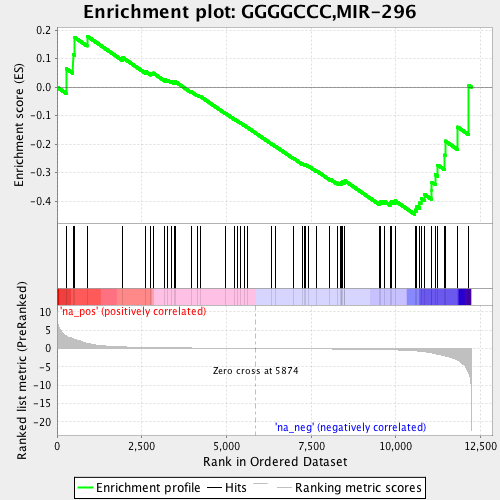 Enrichment plot: GGGGCCC,MIR-296
Enrichment score (ES)
0.2
0.1
0.0
-0.1
-0.2
-0.3
-0.4
'na_pos' (positively correlated)
Ranked list metric (PreRanked)
10
5
0
-5
-10
-15
-20
Zero cross at 5874
'na_neg' (negatively correlated)
0
2,500
5,000
7,500
10,000
12,500
Rank in Ordered Dataset
Enrichment profile
Hits
Ranking metric scores